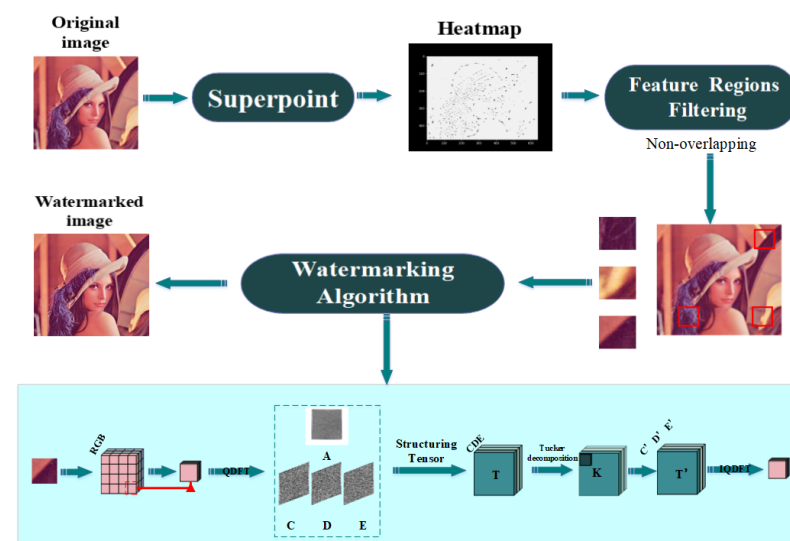 Original
image
Superpoint
Heatmap
Feature Regions
Filtering
Non-overlapping
Watermarked
image
Watermarking
Algorithm
RGB
QDFT
A
C D E
Structuring
Tensor
CDE
T
Tucker
decomposition
K
C' D' E'
T'
IQDFT